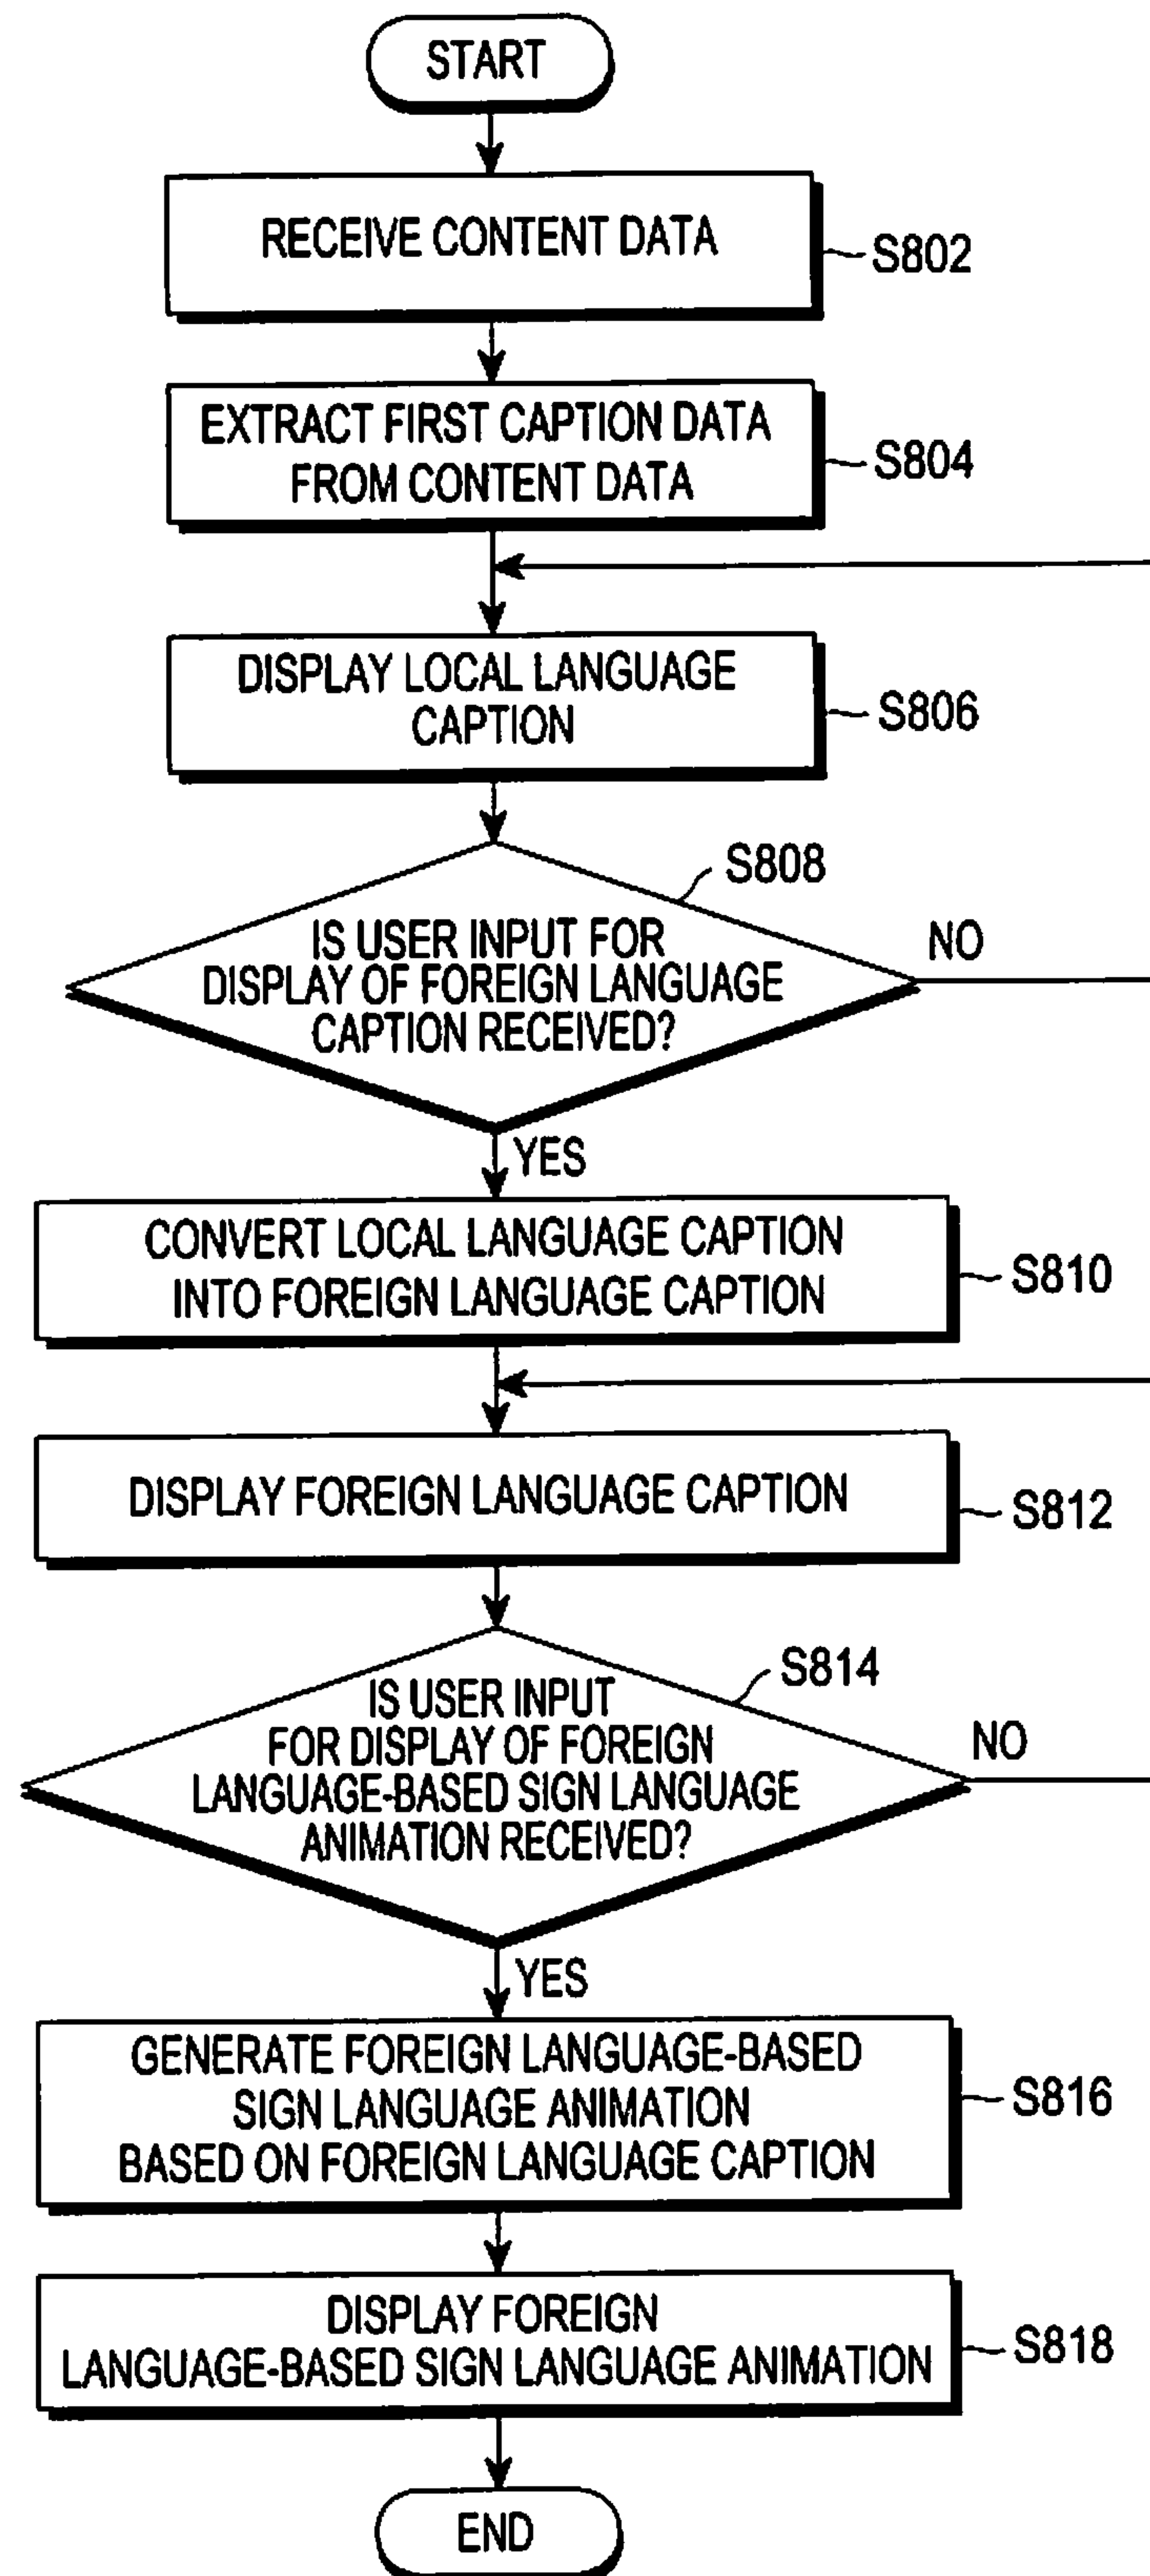 START
RECEIVE CONTENT DATA
S802
EXTRACT FIRST CAPTION DATA
FROM CONTENT DATA
S804
DISPLAY LOCAL LANGUAGE
CAPTION
S806
S808
IS USER INPUT FOR
DISPLAY OF FOREIGN LANGUAGE
CAPTION RECEIVED?
NO
YES
CONVERT LOCAL LANGUAGE CAPTION
INTO FOREIGN LANGUAGE CAPTION
S810
DISPLAY FOREIGN LANGUAGE CAPTION
S812
S814
IS USER INPUT
FOR DISPLAY OF FOREIGN
LANGUAGE-BASED SIGN LANGUAGE
ANIMATION RECEIVED?
NO
YES
GENERATE FOREIGN LANGUAGE-BASED
SIGN LANGUAGE ANIMATION
BASED ON FOREIGN LANGUAGE CAPTION
S816
DISPLAY FOREIGN
LANGUAGE-BASED SIGN LANGUAGE ANIMATION
S818
END